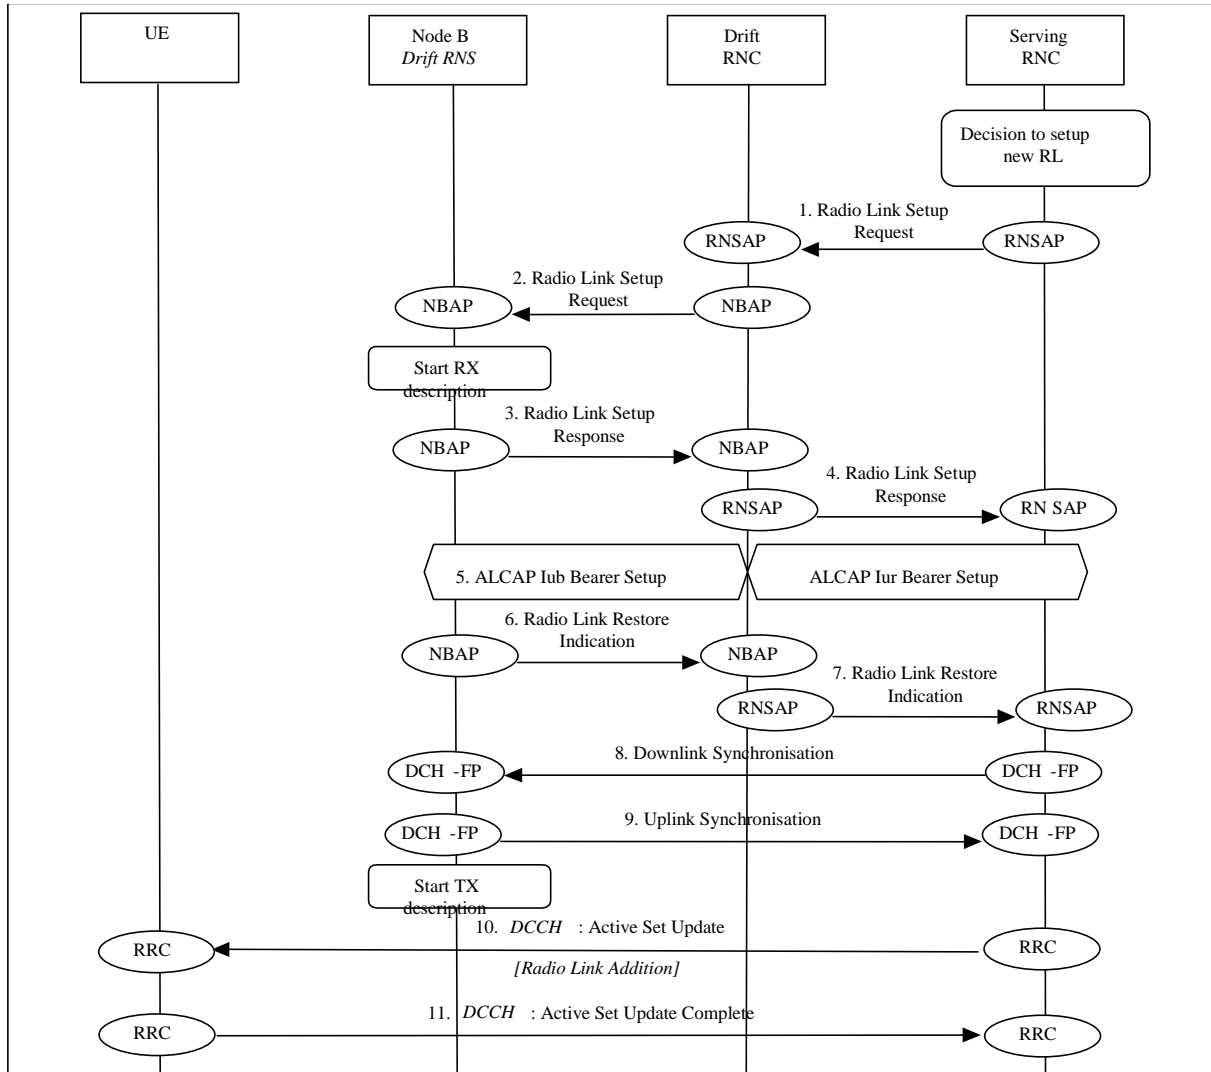 UE
Node B
Drift RNS
Drift
RNC
Serving
RNC
Decision to setup
new RL
1. Radio Link Setup
Request
RNSAP
RNSAP
2. Radio Link Setup
Request
NBAP
NBAP
Start RX
description
3. Radio Link Setup
Response
NBAP
NBAP
4. Radio Link Setup
Response
RNSAP
RN SAP
5. ALCAP Iub Bearer Setup
ALCAP Iur Bearer Setup
6. Radio Link Restore
Indication
NBAP
NBAP
7. Radio Link Restore
Indication
RNSAP
RNSAP
8. Downlink Synchronisation
DCH -FP
DCH -FP
9. Uplink Synchronisation
DCH -FP
DCH -FP
Start TX
description
10. DCCH : Active Set Update
RRC
RRC
[Radio Link Addition]
11. DCCH : Active Set Update Complete
RRC
RRC